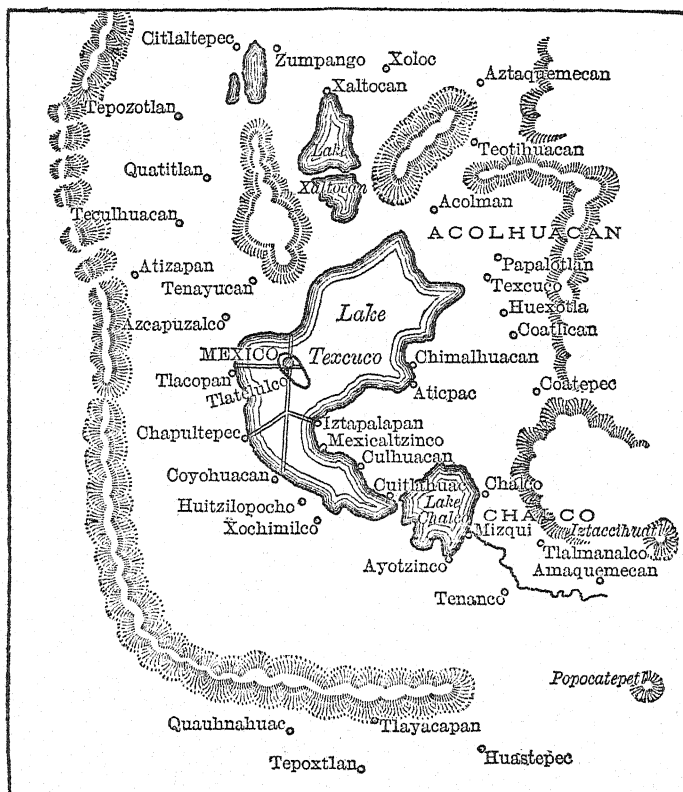 Citlaltepec
Zumpango
Xoloc
Xaltocan
Aztaquemecan
Tepozotlan
Lake
Teotihuacan
Quatitlan
Xaltocan
Acolman
Teculhuacan
ACOLHUACAN
Atizapan
Papalotlan
Tenayucan
Texcuco
Lake
Huexotla
Azcapuzalco
Coatlican
MEXICO
Texcuco
Chimalhuacan
Tlacopan
Tlatelulco
Aticpac
Coatepec
Iztapalapan
Chapultepec
Mexicaltzinco
Culhuacan
Coyohuacan
Cuitlahuac
Chalco
Huitzilopocho
Lake
Chalco
CHALCO
Xochimilco
Mizqui
Iztaccihuatl
Tlalmanalco
Ayotzinco
Amaquemecan
Tenanco
Popocatepetl
Quauhnahuac
Tlayacapan
Huastepec
Tepoxtlan